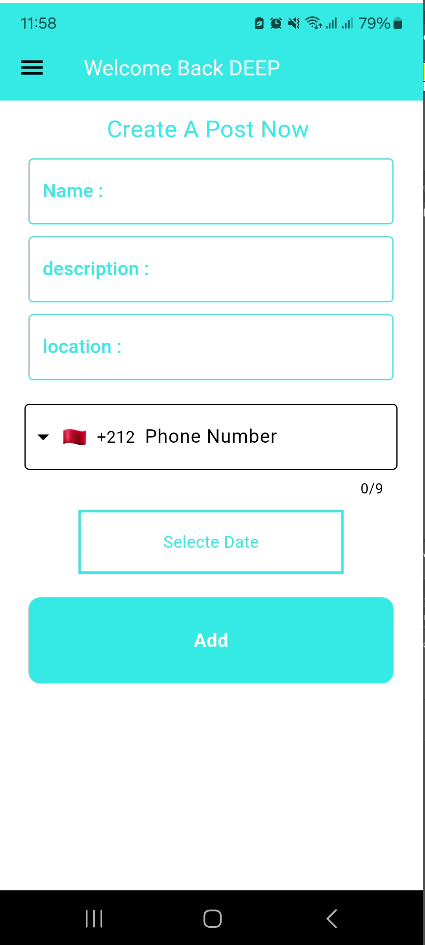 11:58
79%
Welcome Back DEEP
Create A Post Now
Name :
description :
location :
+212 Phone Number
0/9
Selecte Date
Add